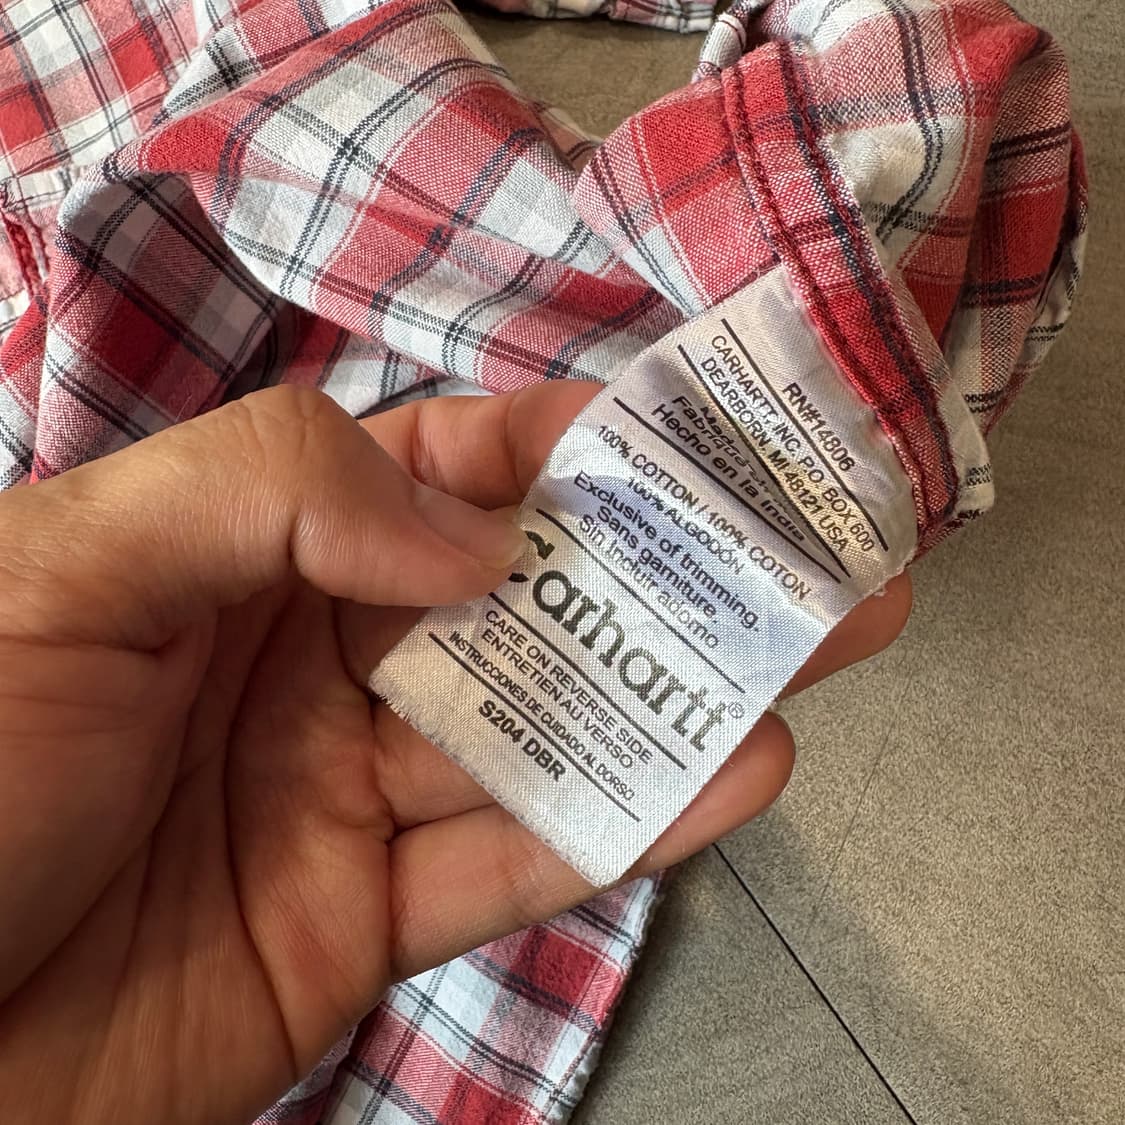 RN#14806
CARHARTT, INC. P.O. BOX 600
DEARBORN, MI 48121 USA
Hecho en la India
100% COTTON / 100% COTON
100% ALGODÓN
Exclusive of trimming.
Sans garniture.
Sin Incluir adorno
Carhartt®
CARE ON REVERSE SIDE
ENTRETIEN AU VERSO
INSTRUCCIONES DE CUIDADO AL DORSO
S204 DBR